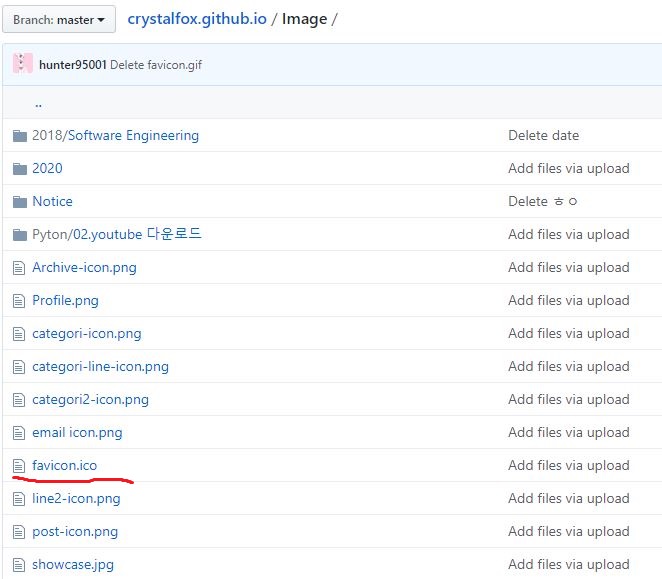 Branch: master
crystalfox.github.io / Image /
hunter95001 Delete favicon.gif
..
2018/Software Engineering Delete date
2020 Add files via upload
Notice Delete ㅎㅇ
Pyton/02.youtube 다운로드 Add files via upload
Archive-icon.png Add files via upload
Profile.png Add files via upload
categori-icon.png Add files via upload
categori-line-icon.png Add files via upload
categori2-icon.png Add files via upload
email icon.png Add files via upload
favicon.ico Add files via upload
line2-icon.png Add files via upload
post-icon.png Add files via upload
showcase.jpg Add files via upload